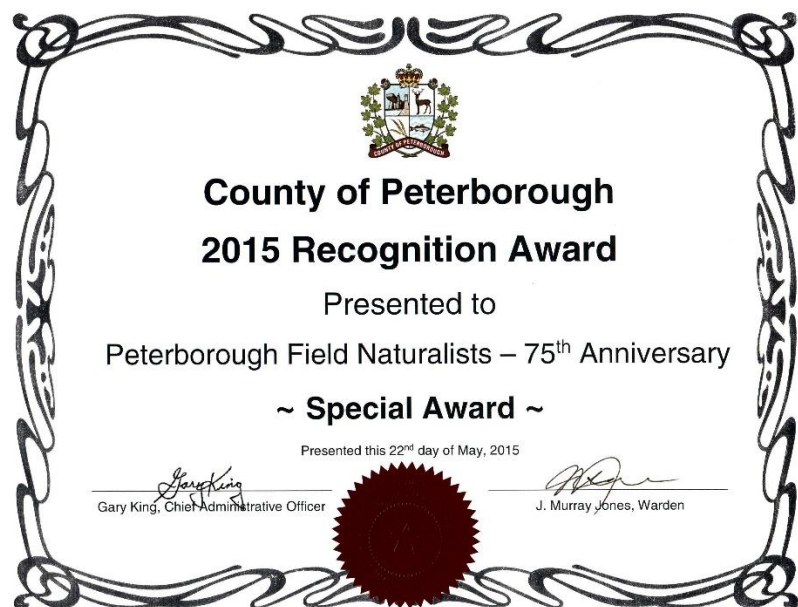 COUNTY OF PETERBOROUGH
County of Peterborough
2015 Recognition Award
Presented to
Peterborough Field Naturalists – 75th Anniversary
~ Special Award ~
Presented this 22nd day of May, 2015
Gary King
Gary King, Chief Administrative Officer
J. Murray Jones, Warden